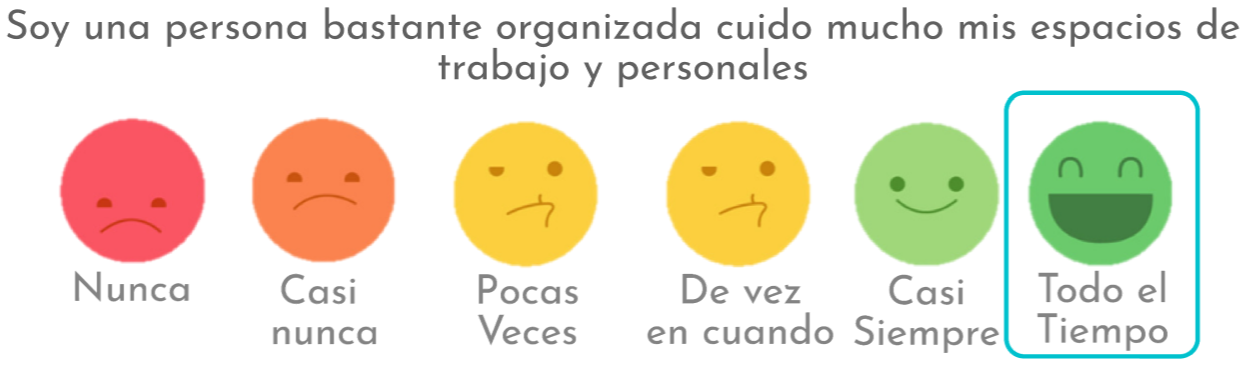 Soy una persona bastante organizada cuido mucho mis espacios de
trabajo y personales
Nunca
Casi
nunca
Pocas
Veces
De vez
en cuando
Casi
Siempre
Todo el
Tiempo